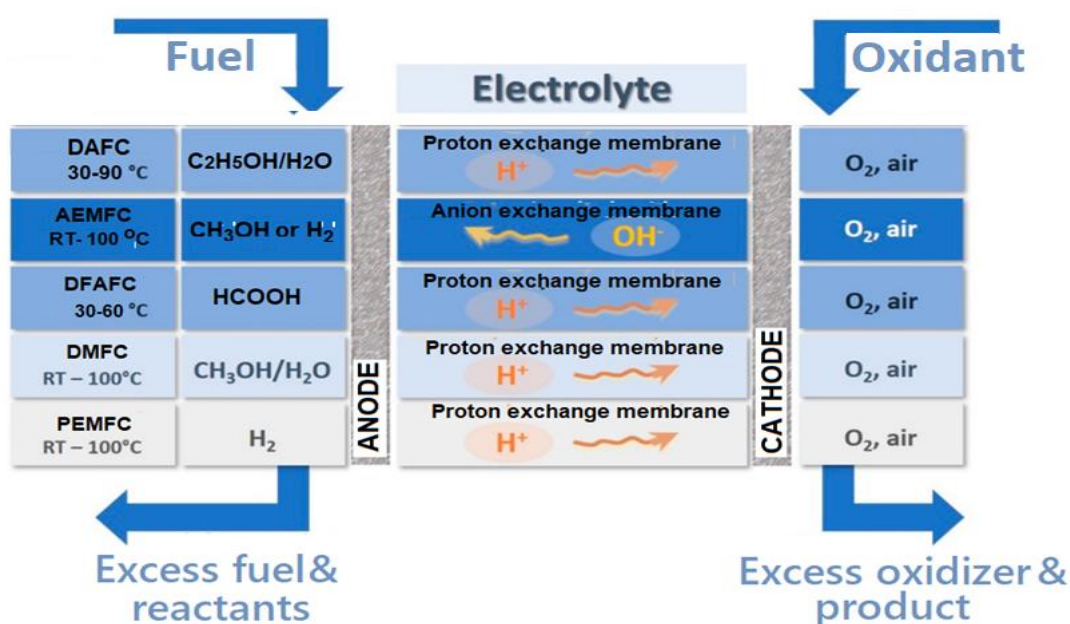 Fuel
Oxidant
Electrolyte
DAFC
30-90 °C
C2H5OH/H2O
Proton exchange membrane
H⁺
O₂, air
AEMFC
RT- 100 °C
CH₃OH or H₂
Anion exchange membrane
OH⁻
O₂, air
DFAFC
30-60 °C
HCOOH
Proton exchange membrane
H⁺
O₂, air
DMFC
RT – 100°C
CH₃OH/H₂O
Proton exchange membrane
H⁺
O₂, air
PEMFC
RT – 100°C
H₂
Proton exchange membrane
H⁺
O₂, air
ANODE
CATHODE
Excess fuel &
reactants
Excess oxidizer &
product